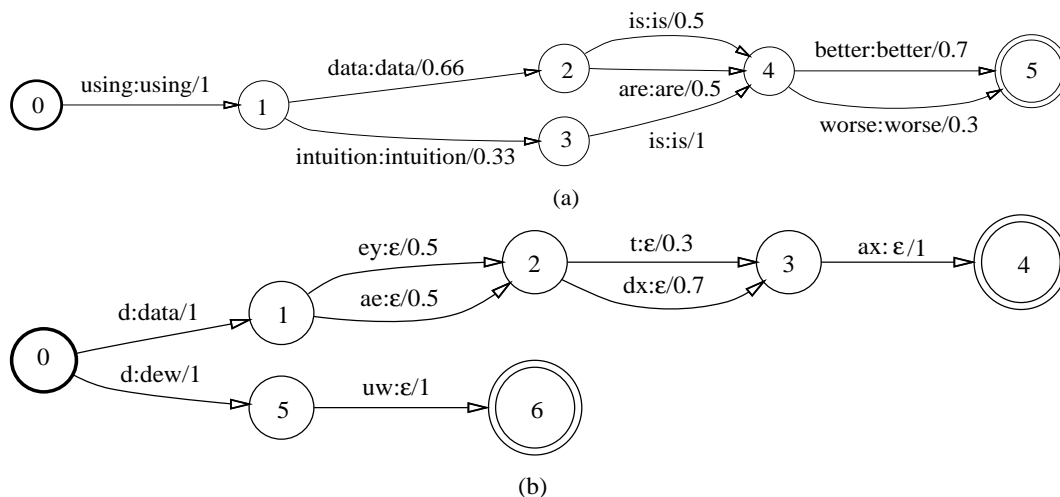 0
using:using/1
1
data:data/0.66
2
is:is/0.5
are:are/0.5
4
better:better/0.7
5
intuition:intuition/0.33
3
is:is/1
worse:worse/0.3
(a)
0
d:data/1
1
ey:ε/0.5
ae:ε/0.5
2
t:ε/0.3
dx:ε/0.7
3
ax: ε/1
4
d:dew/1
5
uw:ε/1
6
(b)